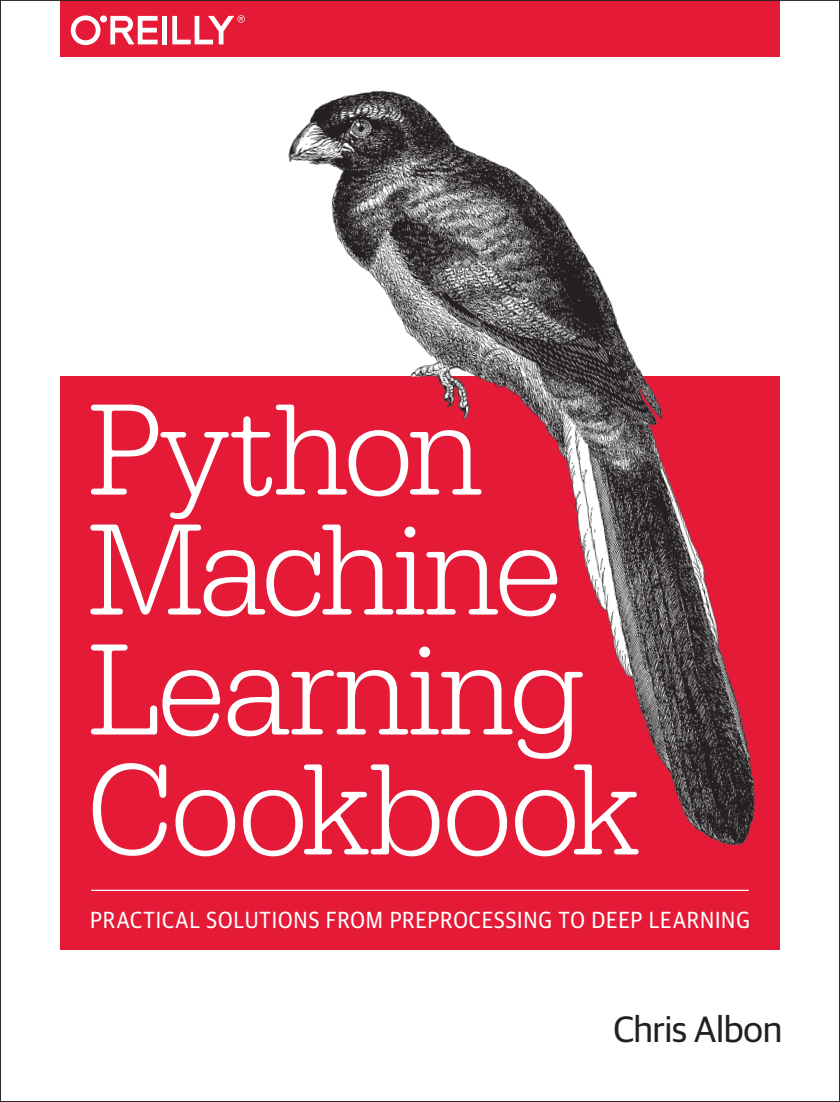 O'REILLY®
Python
Machine
Learning
Cookbook
PRACTICAL SOLUTIONS FROM PREPROCESSING TO DEEP LEARNING
Chris Albon